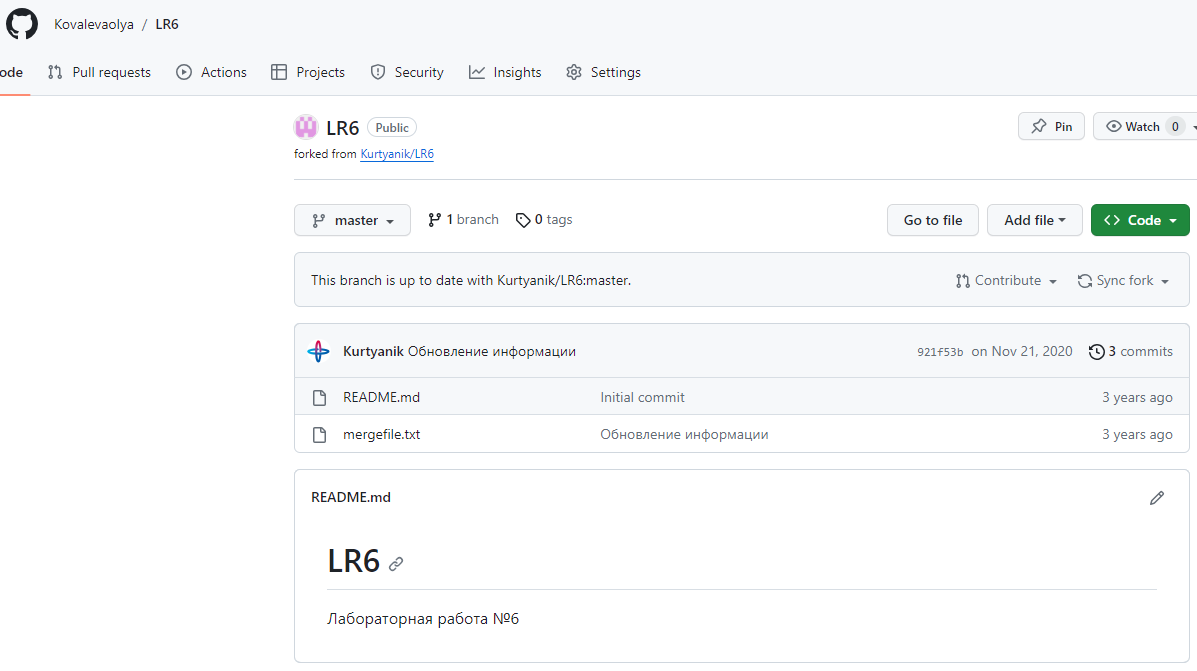 Kovalevaolya / LR6
ode Pull requests Actions Projects Security Insights Settings
LR6 Public Pin Watch 0
forked from Kurtyanik/LR6
master 1 branch 0 tags Go to file Add file Code
This branch is up to date with Kurtyanik/LR6:master. Contribute Sync fork
Kurtyanik Обновление информации 921f53b on Nov 21, 2020 3 commits
README.md Initial commit 3 years ago
mergefile.txt Обновление информации 3 years ago
README.md
LR6
Лабораторная работа №6